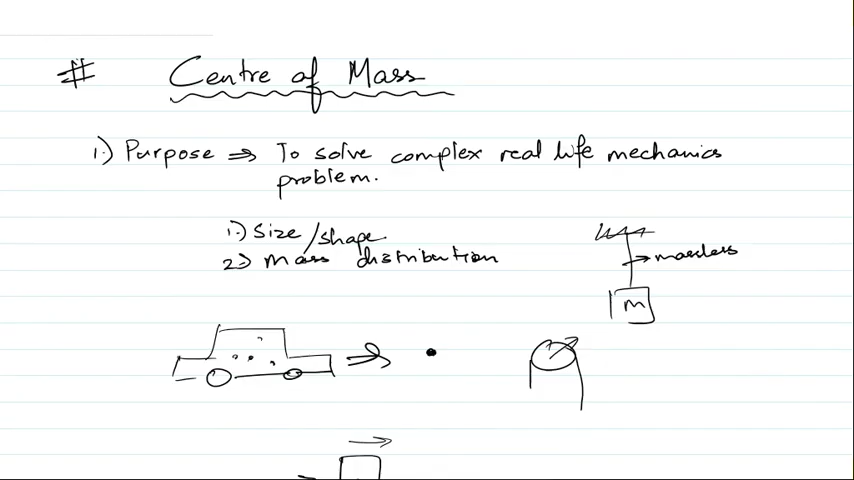 # Centre of Mass
1.) Purpose ⇒ To solve complex real life mechanics
problem.
1.) Size/shape
2.) Mass distribution
massless
m